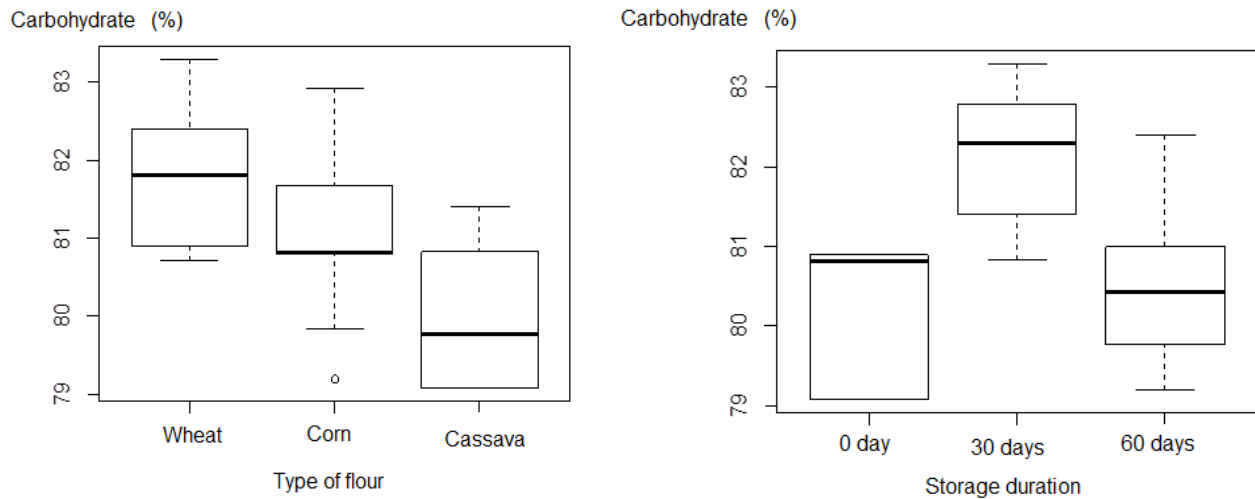 Carbohydrate (%)
83
82
81
80
79
Wheat Corn Cassava
Type of flour
Carbohydrate (%)
83
82
81
80
79
0 day 30 days 60 days
Storage duration